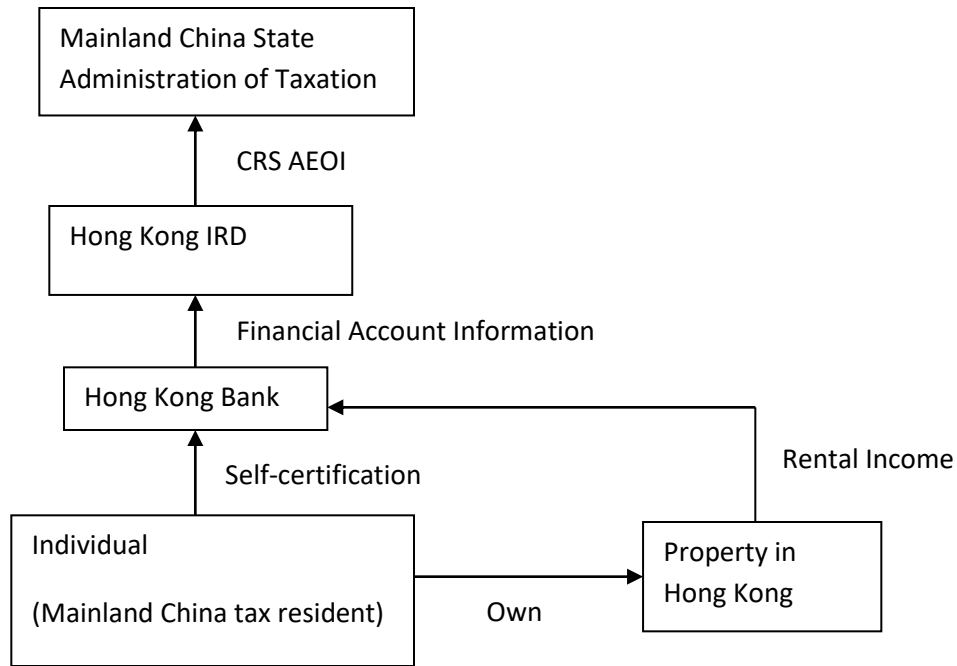 Mainland China State
Administration of Taxation
CRS AEOI
Hong Kong IRD
Financial Account Information
Hong Kong Bank
Rental Income
Self-certification
Individual
(Mainland China tax resident)
Property in
Hong Kong
Own